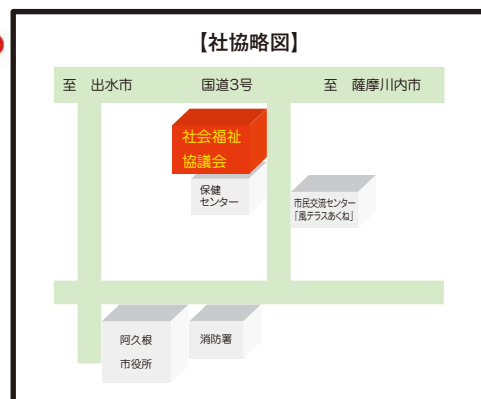 【社協略図】
至 出水市 国道3号 至 薩摩川内市
社会福祉
協議会
保健
センター
市民交流センター
「風テラスあくね」
阿久根
市役所
消防署